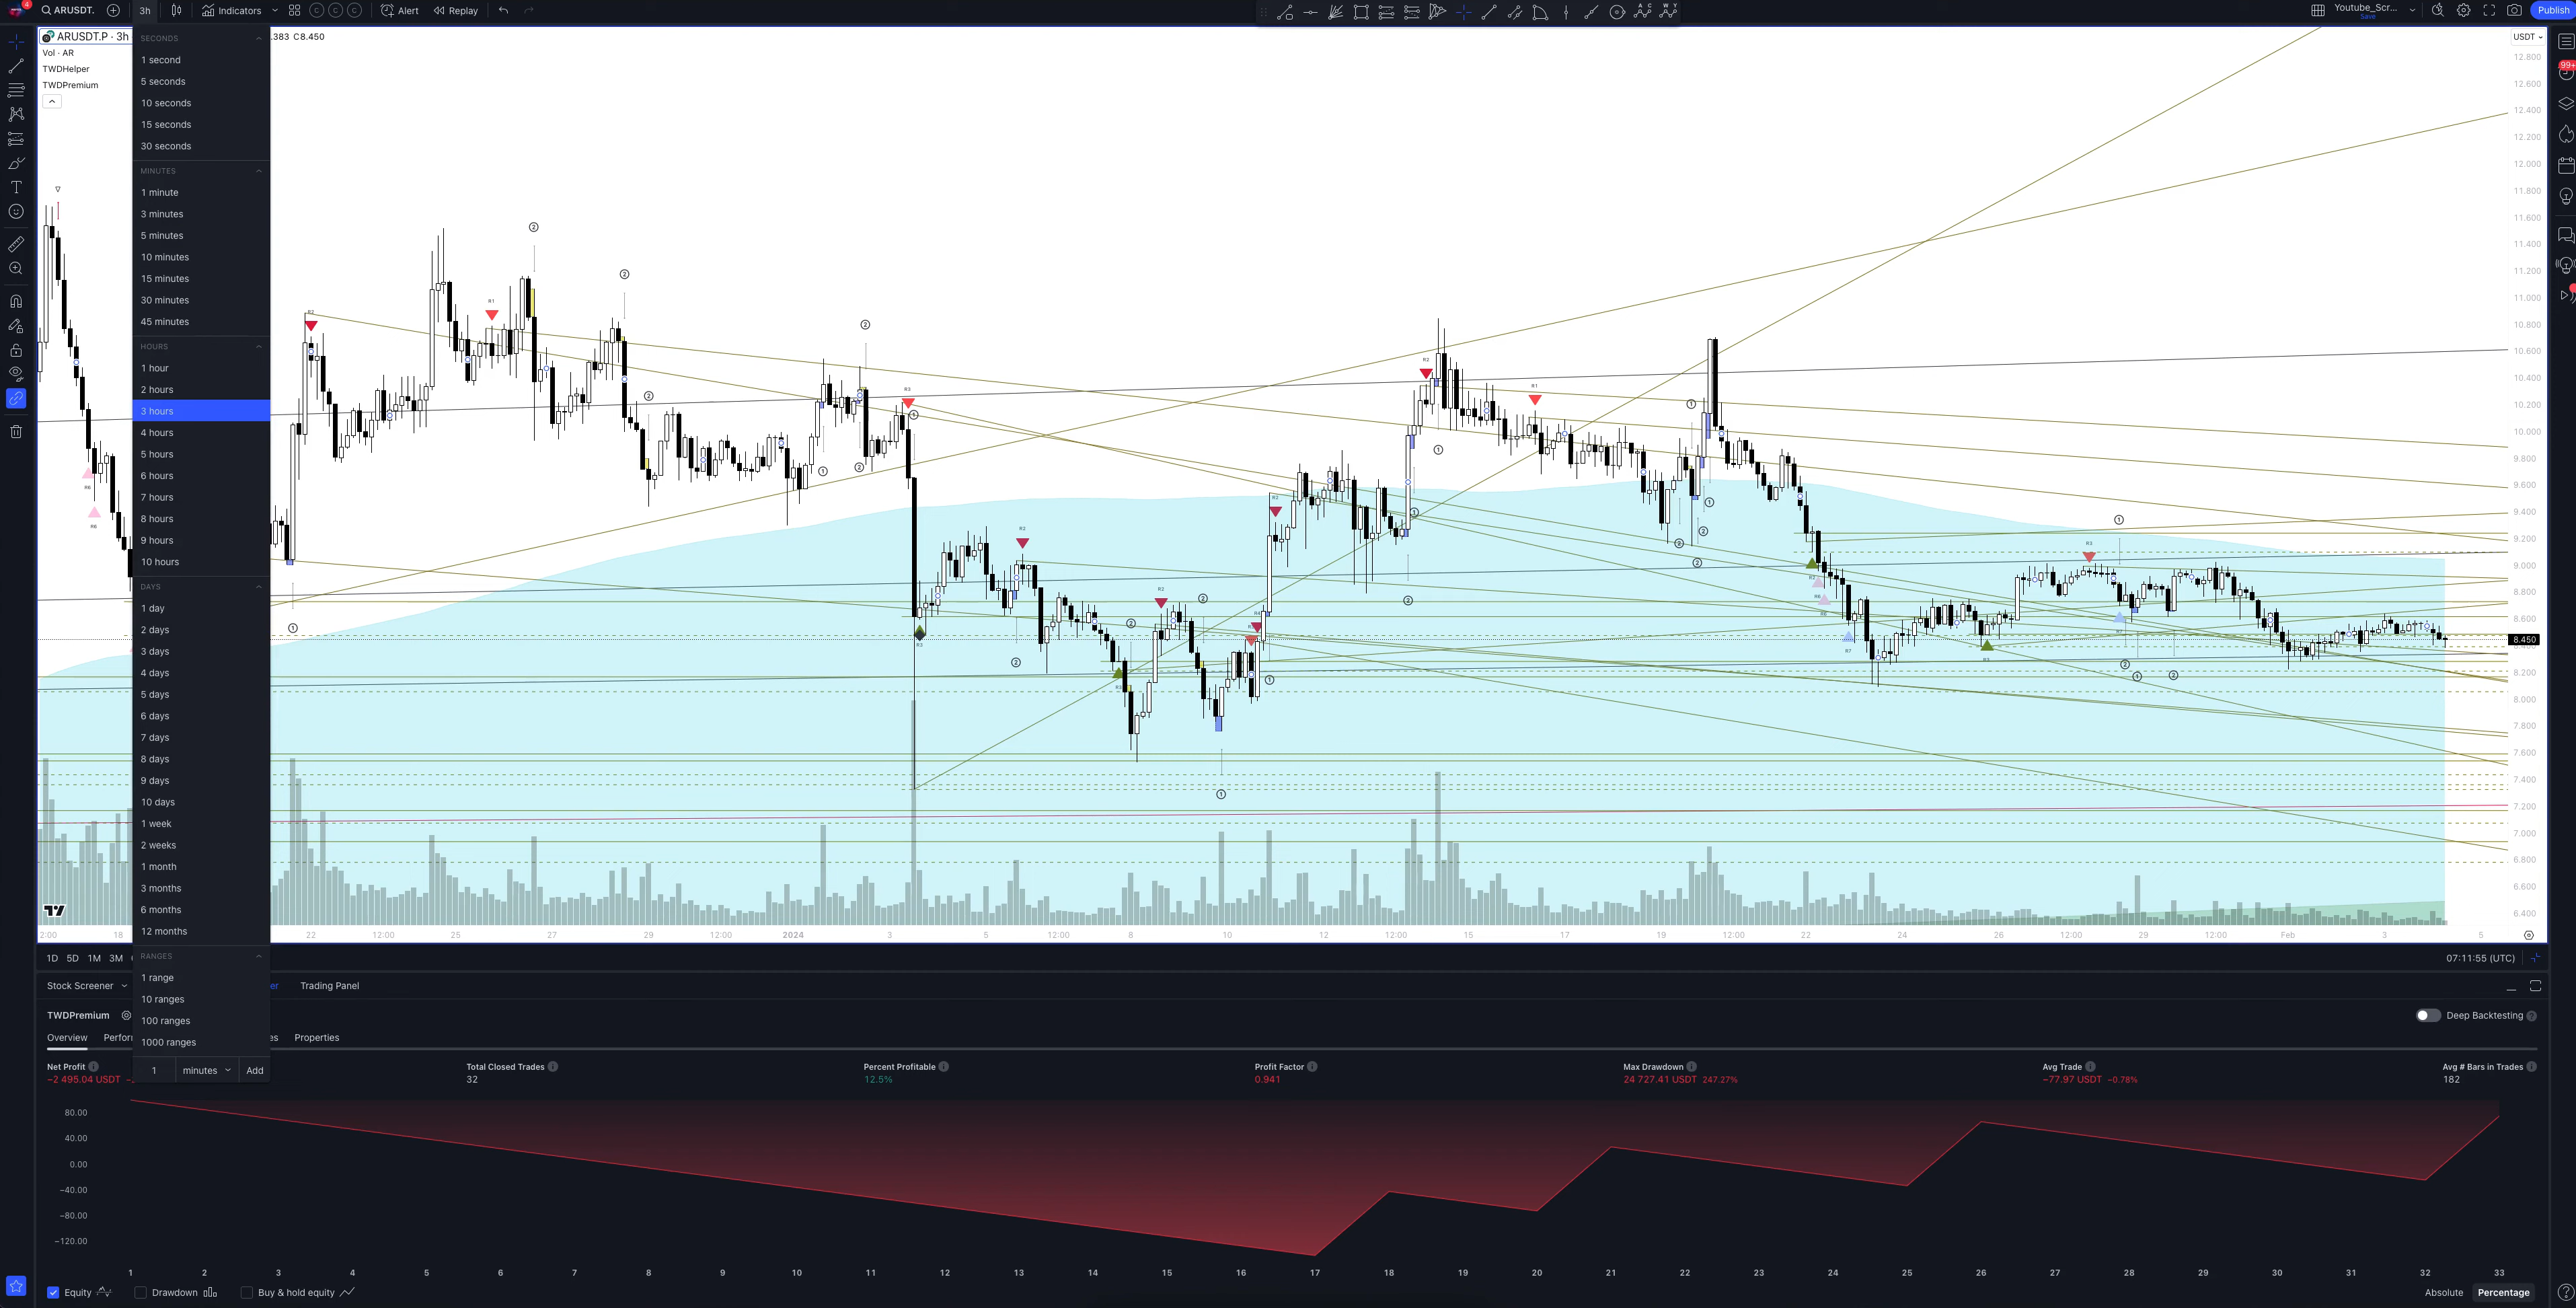 4
ARUSDT.
3h
Indicators
Alert
Replay
Youtube_Scr...
Save
Publish
ARUSDT.P · 3h
.383 C8.450
USDT
Vol · AR
TWDHelper
TWDPremium
99+
SECONDS
1 second
5 seconds
10 seconds
15 seconds
30 seconds
MINUTES
1 minute
3 minutes
5 minutes
10 minutes
15 minutes
30 minutes
45 minutes
HOURS
1 hour
2 hours
3 hours
4 hours
5 hours
6 hours
7 hours
8 hours
9 hours
10 hours
DAYS
1 day
2 days
3 days
4 days
5 days
6 days
7 days
8 days
9 days
10 days
1 week
2 weeks
1 month
3 months
6 months
12 months
RANGES
1 range
10 ranges
100 ranges
1000 ranges
1 minutes Add
12.800
12.600
12.400
12.200
12.000
11.800
11.600
11.400
11.200
11.000
10.800
10.600
10.400
10.200
10.000
9.800
9.600
9.400
9.200
9.000
8.800
8.600
8.450
8.200
8.000
7.800
7.600
7.400
7.200
7.000
6.800
6.600
6.400
2:00 18 22 12:00 25 27 29 12:00 2024 3 5 12:00 8 10 12 12:00 15 17 19 12:00 22 24 26 12:00 29 12:00 Feb 3 5
1D 5D 1M 3M
07:11:55 (UTC)
Stock Screener
er
Trading Panel
TWDPremium
Deep Backtesting
Overview
Perforr
es
Properties
Net Profit
−2 495.04 USDT
Total Closed Trades
32
Percent Profitable
12.5%
Profit Factor
0.941
Max Drawdown
24 727.41 USDT 247.27%
Avg Trade
−77.97 USDT −0.78%
Avg # Bars in Trades
182
80.00
40.00
0.00
−40.00
−80.00
−120.00
1 2 3 4 5 6 7 8 9 10 11 12 13 14 15 16 17 18 19 20 21 22 23 24 25 26 27 28 29 30 31 32 33
Equity
Drawdown
Buy & hold equity
Absolute
Percentage